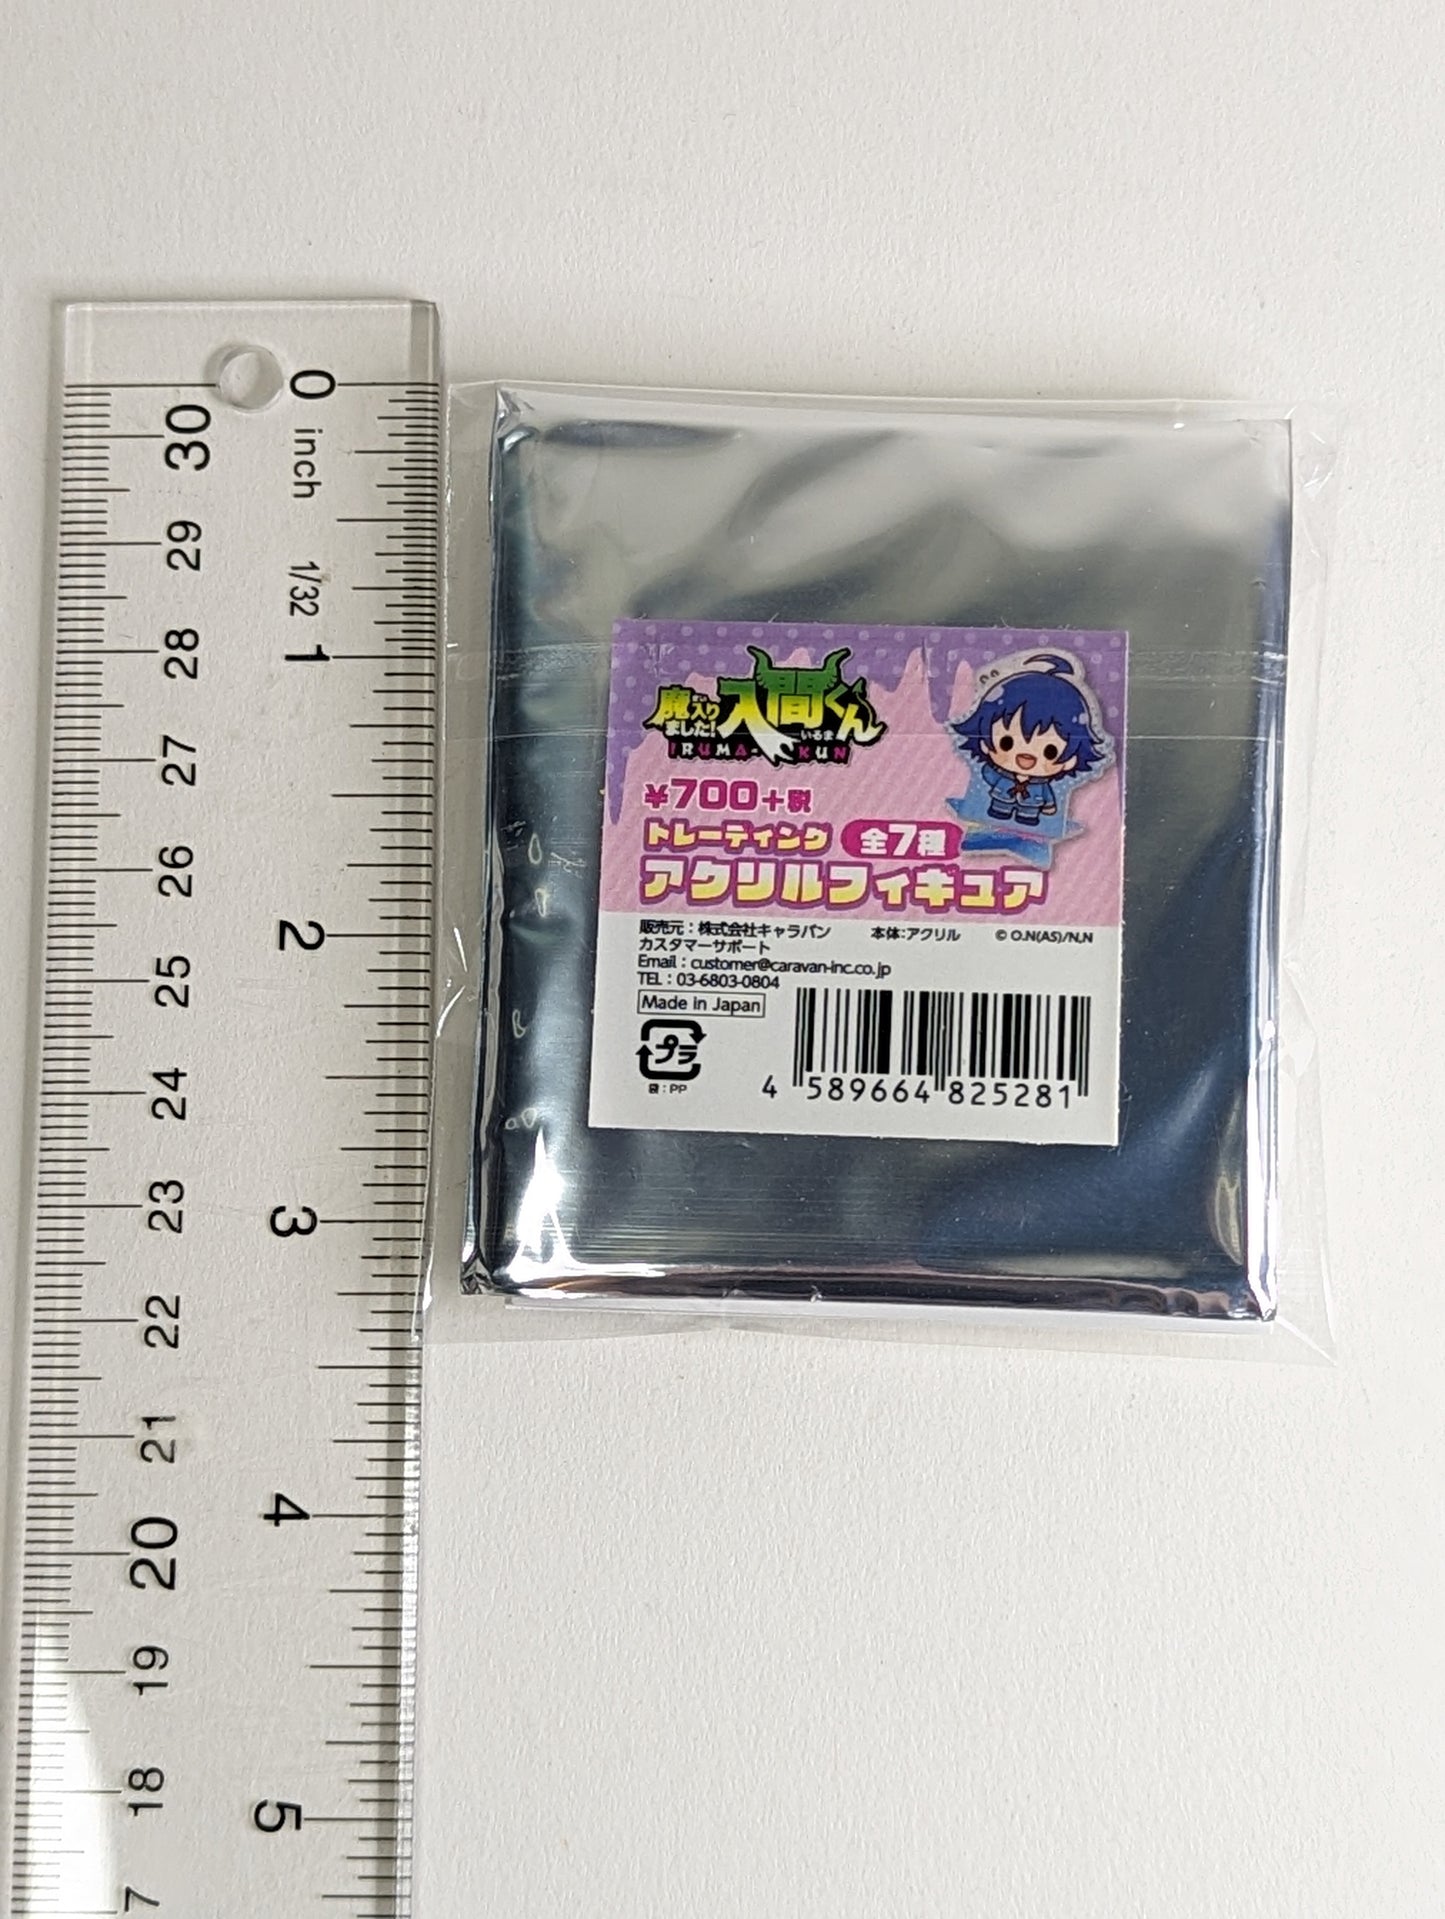 0
inch
1/32
1
2
3
4
5
30
29
28
27
26
25
24
23
22
21
20
19
18
7
魔入りました!入間くん
いるま
IRUMA-KUN
¥700+税
トレーディング 全7種
アクリルフィギュア
販売元:株式会社キャラバン 本体:アクリル © O.N(AS)/N,N
カスタマーサポート
Email:customer@caravan-inc.co.jp
TEL:03-6803-0804
Made in Japan
プラ
袋:PP
4 589664 825281